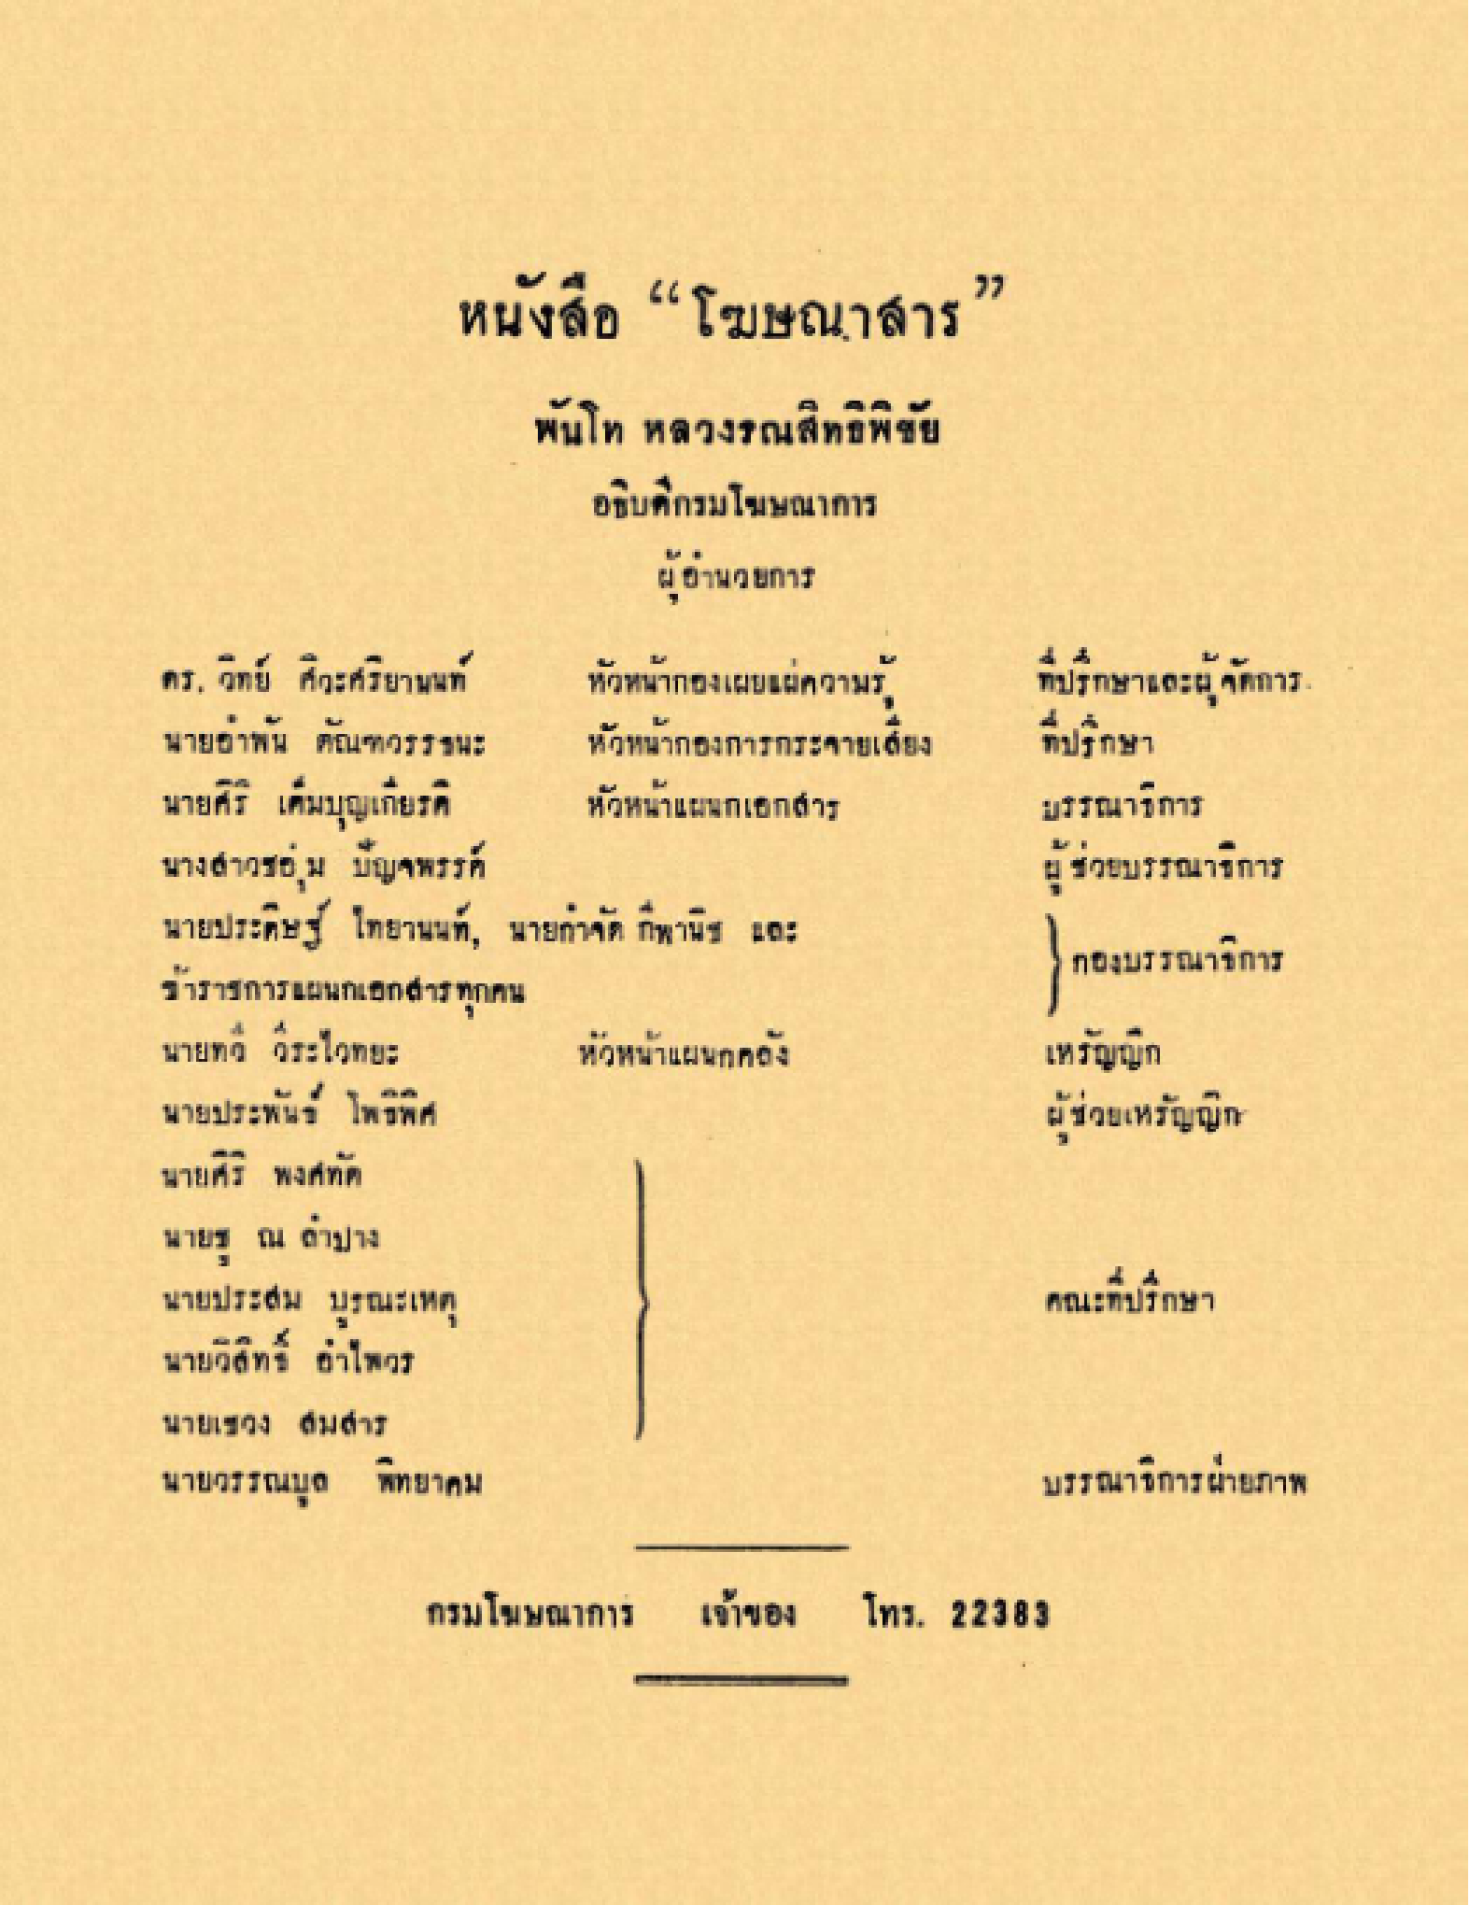 หนังสือ “โฆษณาสาร”
พันโท หลวงรณสิทธิพิชัย
อธิบดีกรมโฆษณาการ
ผู้อำนวยการ
ดร. วิทย์ ศิวะศริยานนท์ หัวหน้ากองเผยแผ่ความรู้ ที่ปรึกษาและผู้จัดการ
นายอำพัน ตัณฑวรรธนะ หัวหน้ากองการกระจายเสียง ที่ปรึกษา
นายศิริ เต็มบุญเกียรติ หัวหน้าแผนกเอกสาร บรรณาธิการ
นางสาวชอุ่ม ปัญจพรรค์ ผู้ช่วยบรรณาธิการ
นายประดิษฐ์ ไทยานนท์, นายกำจัด กีพานิช และ
กองบรรณาธิการ
ข้าราชการแผนกเอกสารทุกคน
นายทวี วีระไวทยะ หัวหน้าแผนกคลัง เหรัญญิก
นายประพันธ์ โพธิพิศ ผู้ช่วยเหรัญญิก
นายศิริ พงศทัต
นายชู ณ ลำปาง
นายประสม บูรณะเหตุ คณะที่ปรึกษา
นายวิสิทธิ์ อำไพวร
นายเชวง สมสาร
นายวรรณบุล พิทยาคม บรรณาธิการฝ่ายภาพ
กรมโฆษณาการ เจ้าของ โทร. 22383